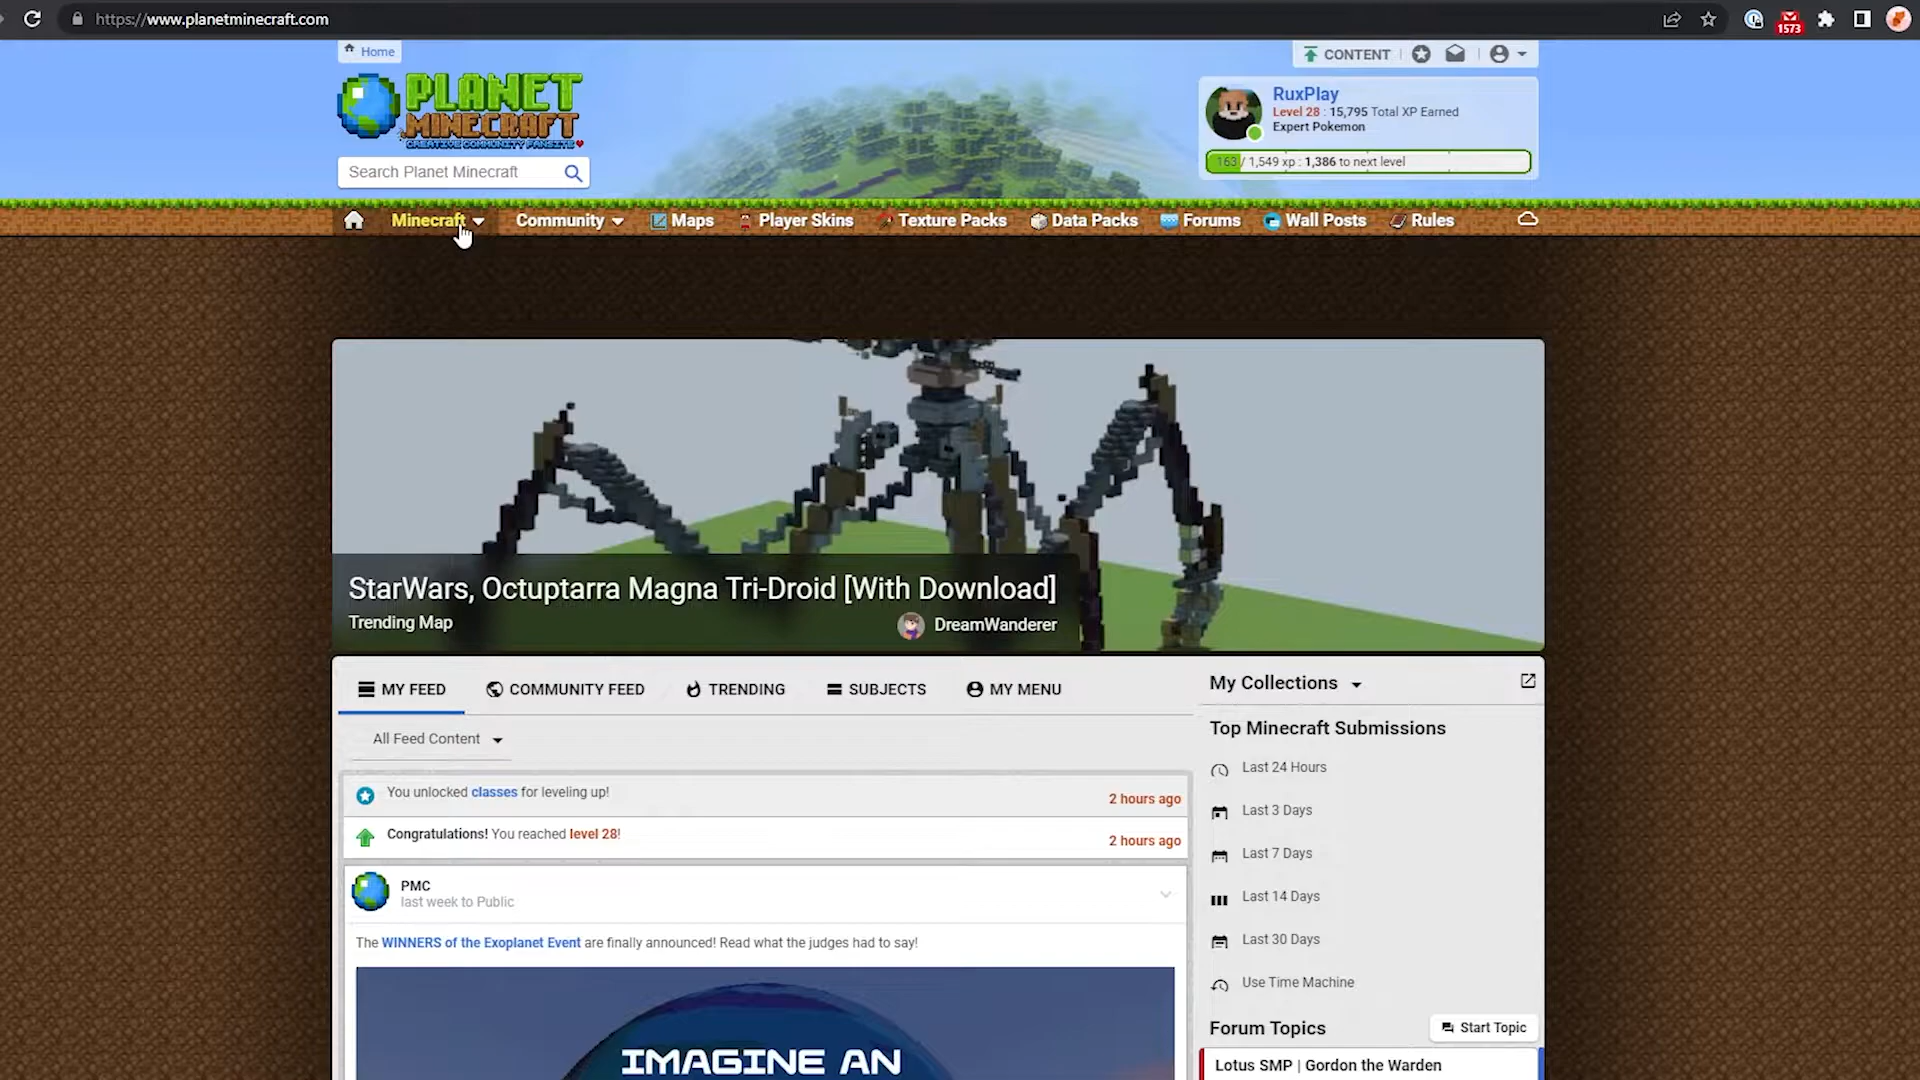 https://www.planetminecraft.com
1573
Home
CONTENT
PLANET
MINECRAFT
CREATIVE COMMUNITY FANSITE
RuxPlay
Level 28 : 15,795 Total XP Earned
Expert Pokemon
163 / 1,549 xp : 1,386 to next level
Search Planet Minecraft
Minecraft
Community
Maps
Player Skins
Texture Packs
Data Packs
Forums
Wall Posts
Rules
StarWars, Octuptarra Magna Tri-Droid [With Download]
Trending Map
DreamWanderer
MY FEED
COMMUNITY FEED
TRENDING
SUBJECTS
MY MENU
All Feed Content
You unlocked classes for leveling up!
2 hours ago
Congratulations! You reached level 28!
2 hours ago
PMC
last week to Public
The WINNERS of the Exoplanet Event are finally announced! Read what the judges had to say!
IMAGINE AN
My Collections
Top Minecraft Submissions
Last 24 Hours
Last 3 Days
Last 7 Days
Last 14 Days
Last 30 Days
Use Time Machine
Forum Topics
Start Topic
Lotus SMP | Gordon the Warden